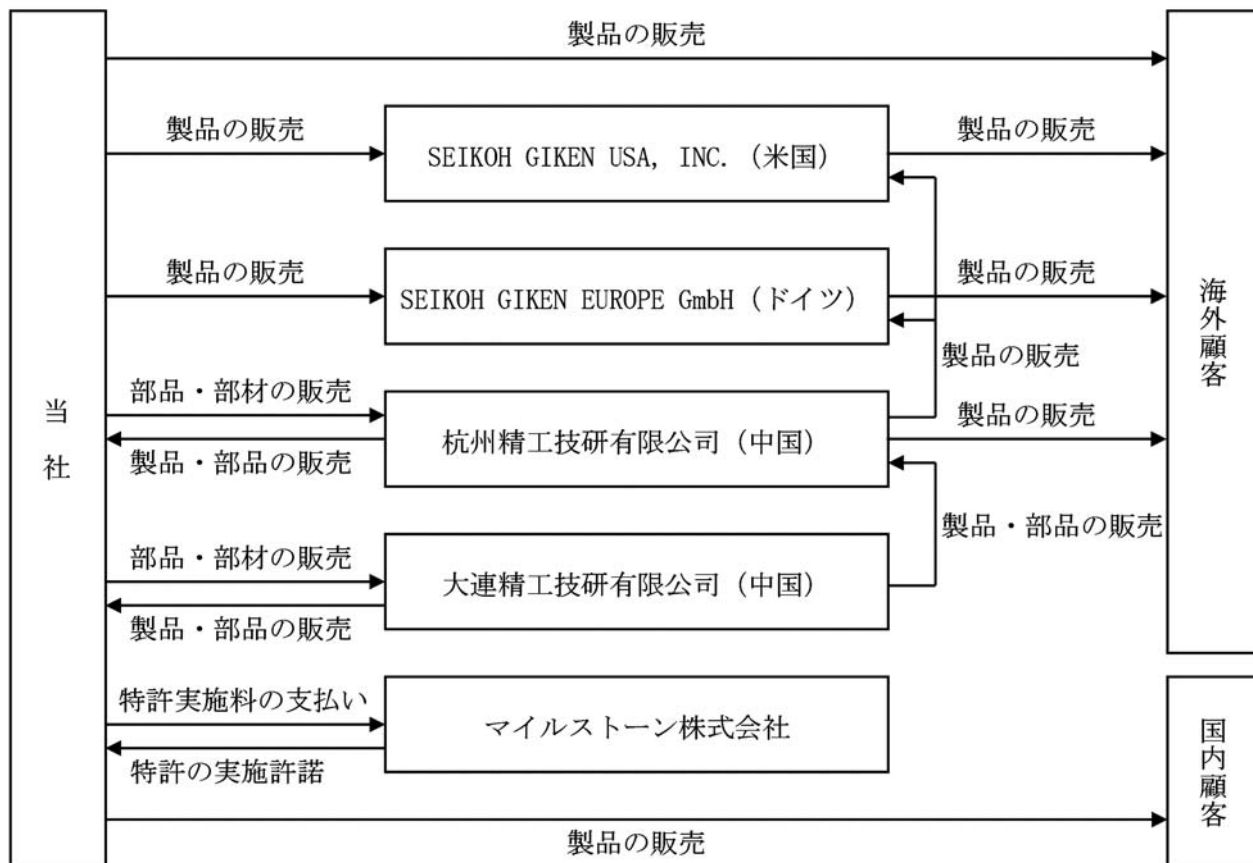 製品の販売
製品の販売
SEIKOH GIKEN USA, INC.（米国）
製品の販売
製品の販売
SEIKOH GIKEN EUROPE GmbH（ドイツ）
製品の販売
製品の販売
部品・部材の販売
製品・部品の販売
杭州精工技研有限公司（中国）
製品の販売
製品・部品の販売
部品・部材の販売
製品・部品の販売
大連精工技研有限公司（中国）
特許実施料の支払い
特許の実施許諾
マイルストーン株式会社
製品の販売
当社
海外顧客
国内顧客